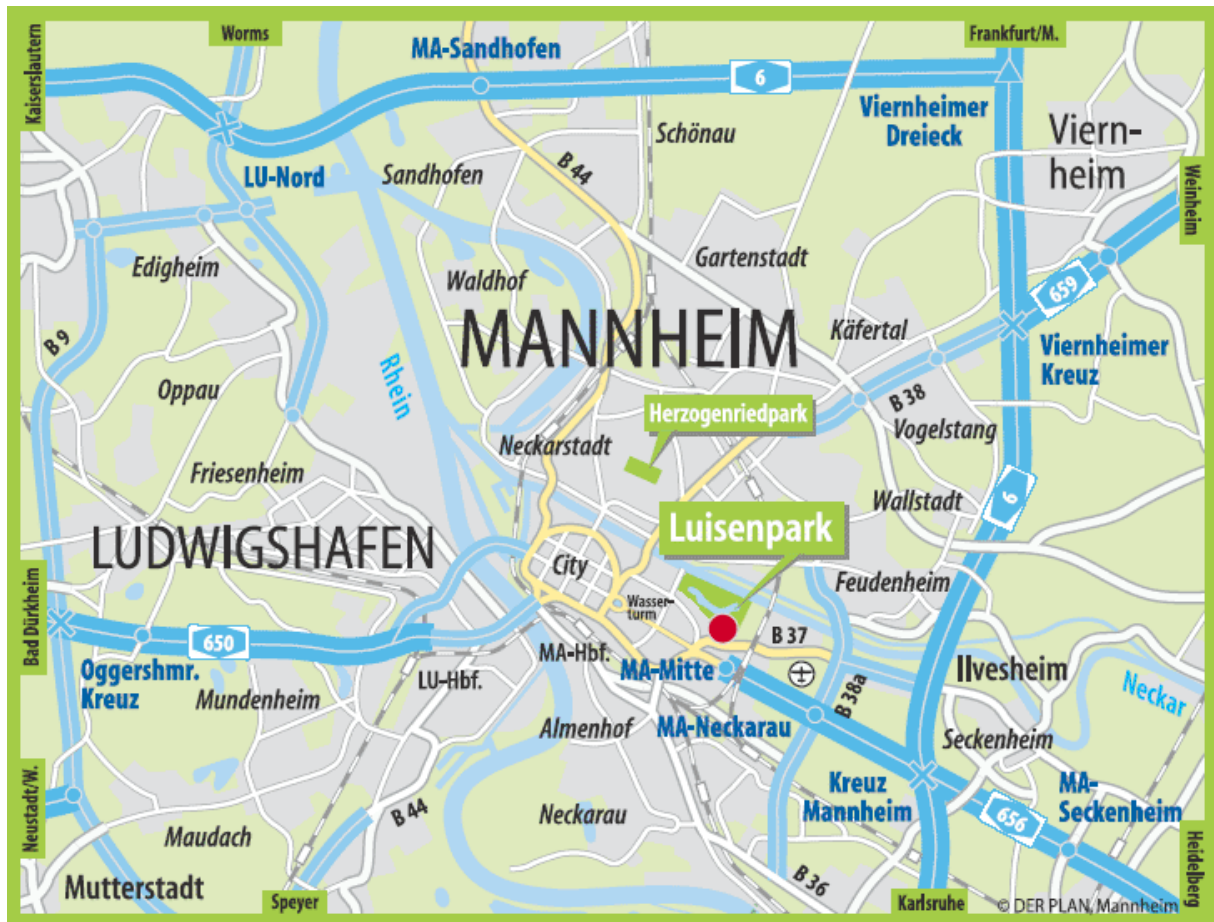 Worms
Frankfurt/M.
Kaiserslautern
MA-Sandhofen
6
Viernheimer
Dreieck
Viern-
heim
Schönau
B 44
Sandhofen
LU-Nord
Weinheim
Edigheim
Waldhof
Gartenstadt
659
B 9
MANNHEIM
Käfertal
Viernheimer
Kreuz
Rhein
Oppau
B 38
Herzogenriedpark
Vogelstang
Neckarstadt
Friesenheim
Wallstadt
6
Luisenpark
LUDWIGSHAFEN
City
Feudenheim
Bad Dürkheim
Wasser-
turm
650
B 37
MA-Hbf.
Oggershmr.
Kreuz
LU-Hbf.
MA-Mitte
Ilvesheim
Neckar
Mundenheim
B 38a
Almenhof
MA-Neckarau
Seckenheim
Neustadt/W.
Kreuz
Mannheim
MA-
Seckenheim
B 44
Neckarau
656
Maudach
Heidelberg
B 36
Mutterstadt
Speyer
Karlsruhe
© DER PLAN, Mannheim